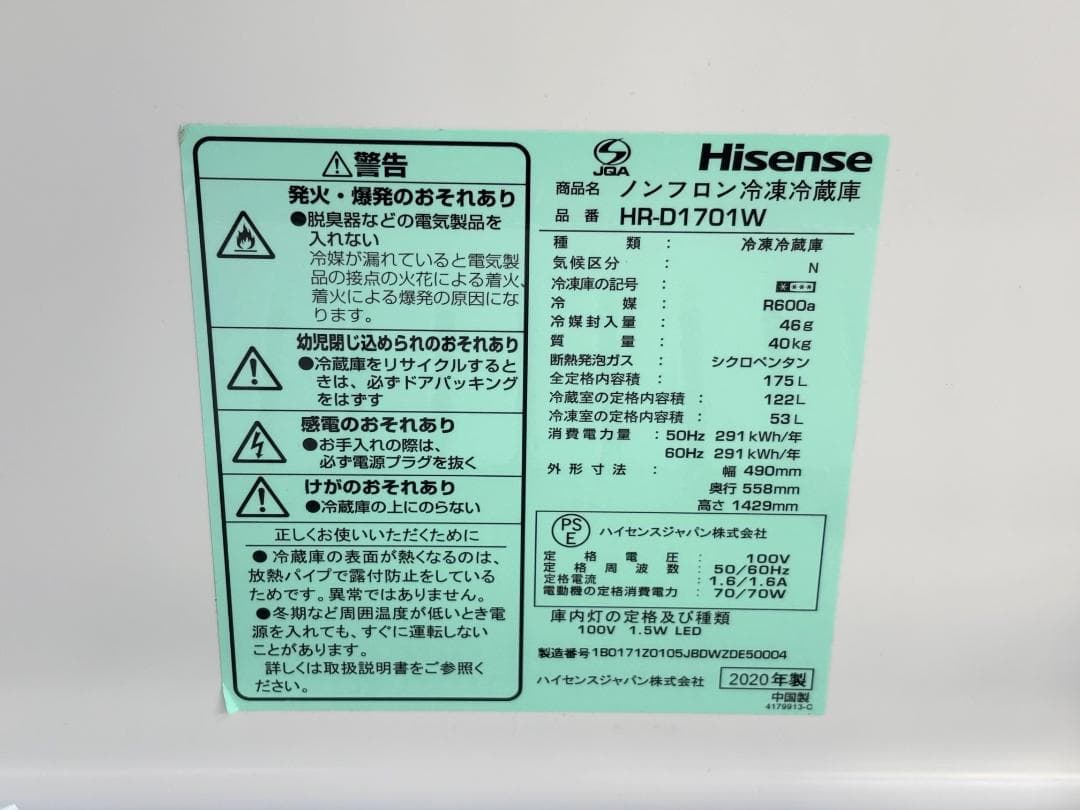 ⚠警告
発火・爆発のおそれあり
●脱臭器などの電気製品を
入れない
冷媒が漏れていると電気製
品の接点の火花による着火、
着火による爆発の原因にな
ります。
幼児閉じ込められのおそれあり
●冷蔵庫をリサイクルすると
きは、必ずドアパッキング
をはずす
感電のおそれあり
●お手入れの際は、
必ず電源プラグを抜く
けがのおそれあり
●冷蔵庫の上にのらない
正しくお使いいただくために
●冷蔵庫の表面が熱くなるのは、
放熱パイプで露付防止をしている
ためです。異常ではありません。
●冬期など周囲温度が低いとき電
源を入れても、すぐに運転しない
ことがあります。
詳しくは取扱説明書をご参照く
ださい。
JQA
Hisense
商品名 ノンフロン冷凍冷蔵庫
品番 HR-D1701W
種類 : 冷凍冷蔵庫
気候区分 : N
冷凍庫の記号 : ****
冷媒 : R600a
冷媒封入量 : 46g
質量 : 40kg
断熱発泡ガス : シクロペンタン
全定格内容積 : 175L
冷蔵室の定格内容積 : 122L
冷凍室の定格内容積 : 53L
消費電力量 : 50Hz 291kWh/年
60Hz 291kWh/年
外形寸法 : 幅 490mm
奥行 558mm
高さ 1429mm
PSE ハイセンスジャパン株式会社
定格電圧 : 100V
定格周波数 : 50/60Hz
定格電流 : 1.6/1.6A
電動機の定格消費電力 : 70/70W
庫内灯の定格及び種類
100V 1.5W LED
製造番号1B0171Z0105JBDWZDE50004
ハイセンスジャパン株式会社 2020年製
中国製
4179913-C